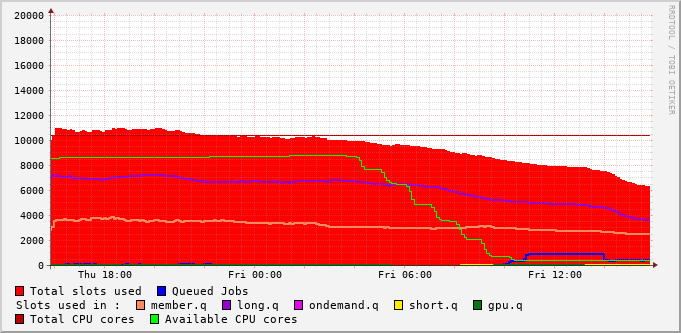 RRDTOOL / TOBI OETIKER
20000
18000
16000
14000
12000
10000
8000
6000
4000
2000
0
Thu 18:00 Fri 00:00 Fri 06:00 Fri 12:00
Total slots used Queued Jobs
Slots used in : member.q long.q ondemand.q short.q gpu.q
Total CPU cores Available CPU cores